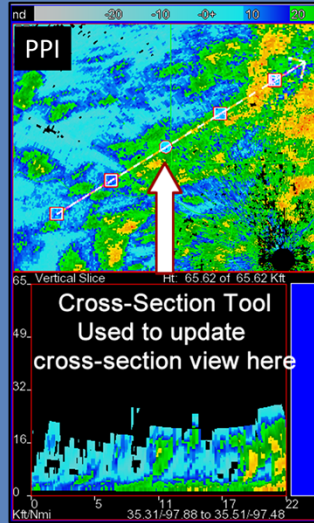 nd -20 -10 -0+ 10 20
PPI
Vertical Slice Ht: 65.62 of 65.62 Kft
65
Cross-Section Tool
Used to update
cross-section view here
49
32
16
0
0 5 11 17 22
Kft/Nmi 35.31/-97.88 to 35.51/-97.48